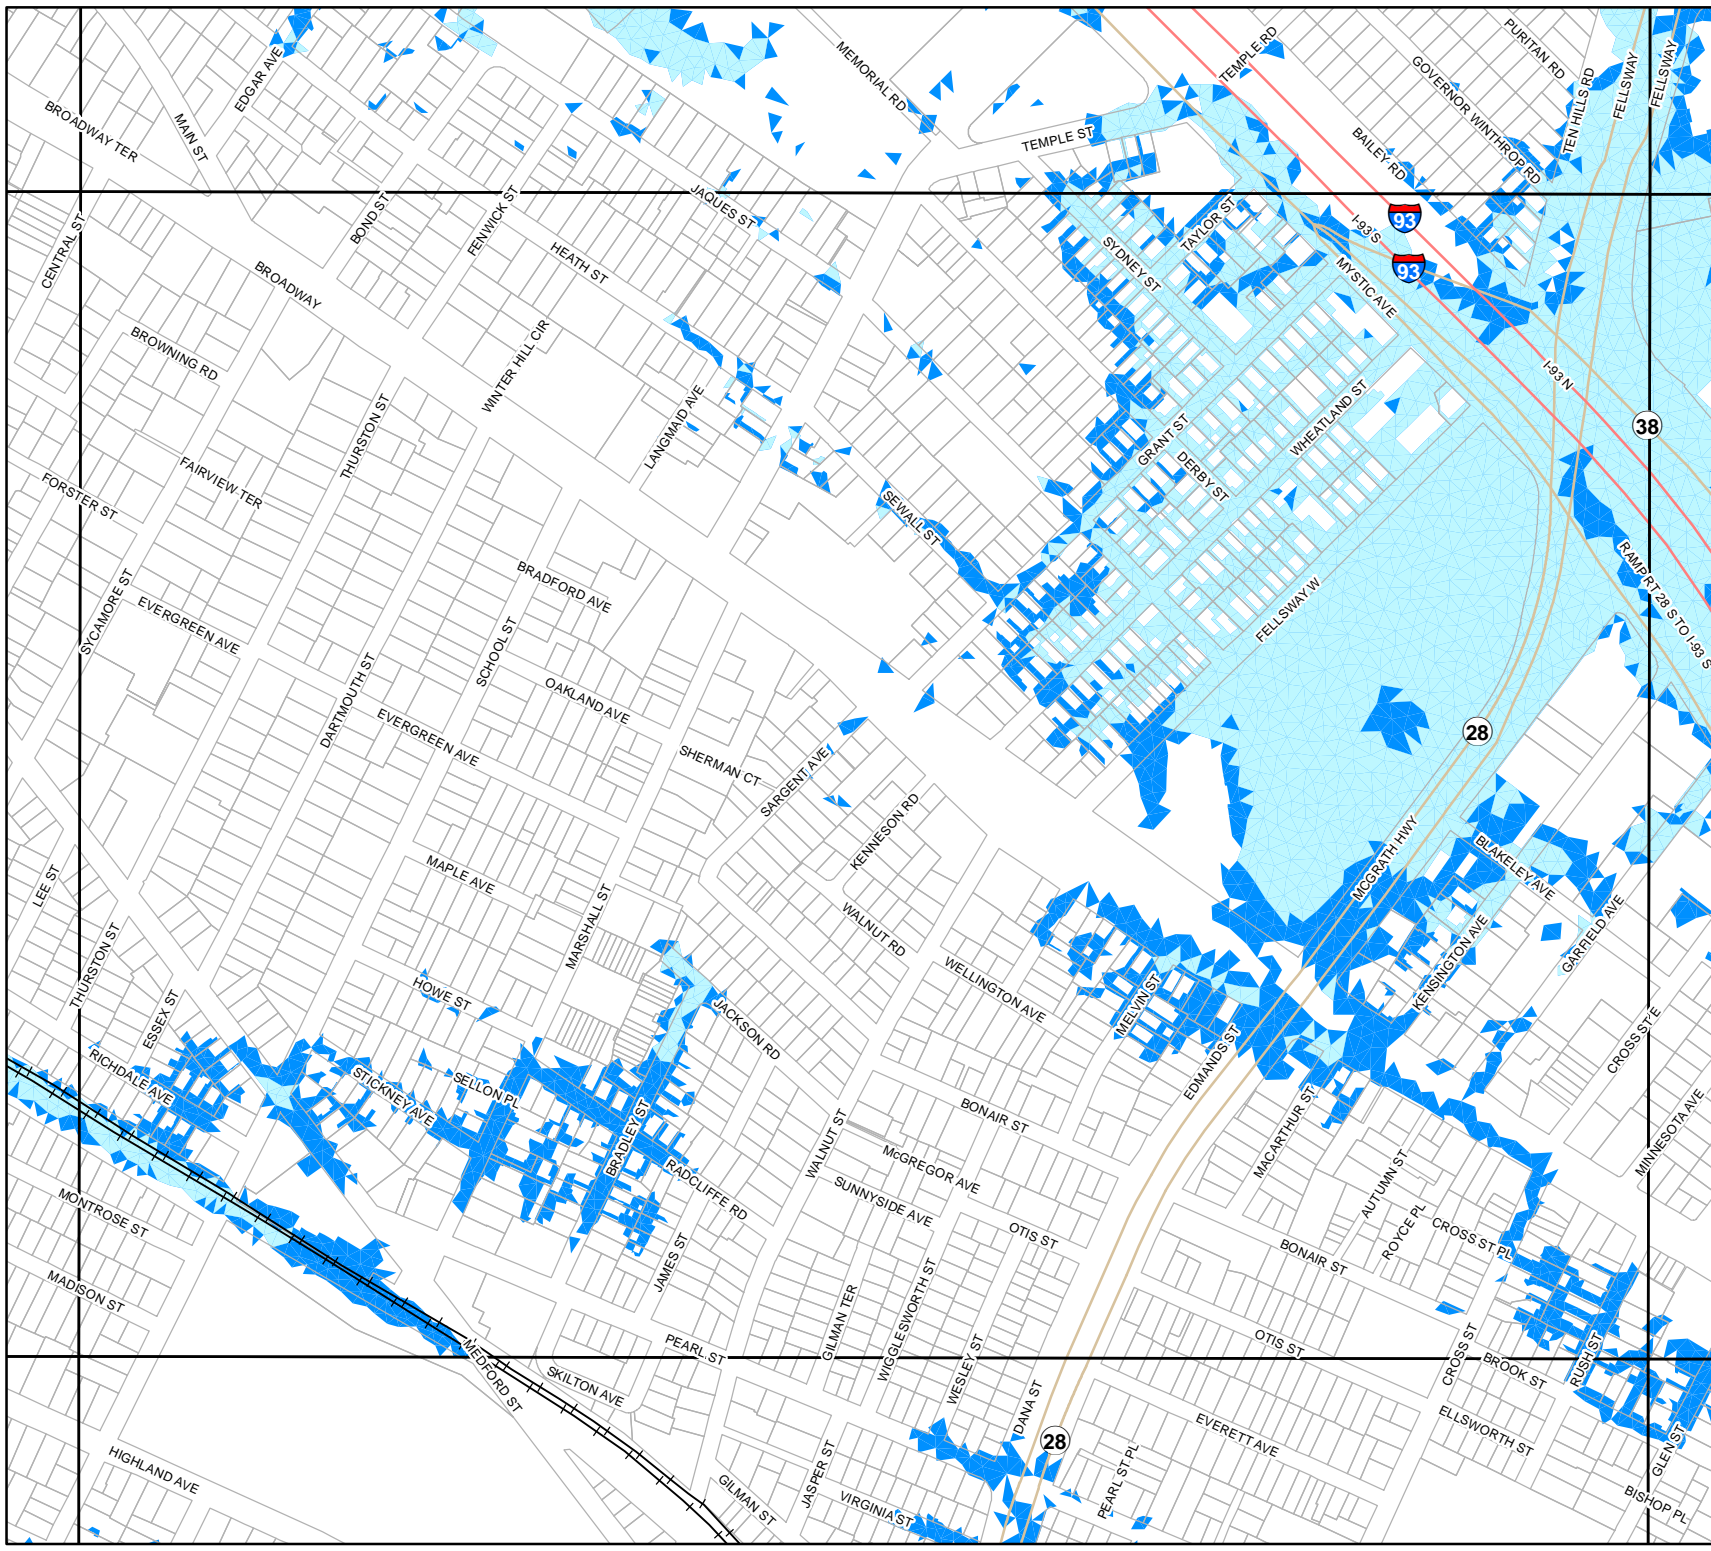 PURITAN RD
TEMPLE RD
FELLSWAY
FELLSWAY
MEMORIAL RD
GOVERNOR WINTHROP RD
EDGAR AVE
TEN HILLS RD
BROADWAY TER
MAIN ST
TEMPLE ST
BAILEY RD
JAQUES ST
BOND ST
FENWICK ST
TAYLOR ST
I-93 S
93
CENTRAL ST
HEATH ST
SYDNEY ST
93
BROADWAY
MYSTIC AVE
BROWNING RD
WINTER HILL CIR
I-93 N
THURSTON ST
LANGMAID AVE
GRANT ST
WHEATLAND ST
38
FAIRVIEW TER
DERBY ST
FORSTER ST
SEWALL ST
BRADFORD AVE
RAMP RT 28 S TO I-93 S
SYCAMORE ST
EVERGREEN AVE
FELLSWAY W
SCHOOL ST
DARTMOUTH ST
OAKLAND AVE
EVERGREEN AVE
28
SHERMAN CT
SARGENT AVE
KENNESON RD
MCGRATH HWY
LEE ST
MAPLE AVE
BLAKELEY AVE
MARSHALL ST
WALNUT RD
GARFIELD AVE
KENSINGTON AVE
THURSTON ST
HOWE ST
WELLINGTON AVE
MELVIN ST
ESSEX ST
JACKSON RD
CROSS ST E
RICHDALE AVE
STICKNEY AVE
SELLON PL
EDMANDS ST
BONAIR ST
BRADLEY ST
WALNUT ST
MACARTHUR ST
MINNESOTA AVE
McGREGOR AVE
RADCLIFFE RD
SUNNYSIDE AVE
AUTUMN ST
MONTROSE ST
OTIS ST
ROYCE PL
CROSS ST PL
JAMES ST
BONAIR ST
MADISON ST
GILMAN TER
WIGGLESWORTH ST
PEARL ST
WESLEY ST
OTIS ST
CROSS ST
BROOK ST
RUSH ST
MEDFORD ST
SKILTON AVE
DANA ST
28
EVERETT AVE
ELLSWORTH ST
GLEN ST
HIGHLAND AVE
JASPER ST
PEARL ST PL
GILMAN ST
VIRGINIA ST
BISHOP PL